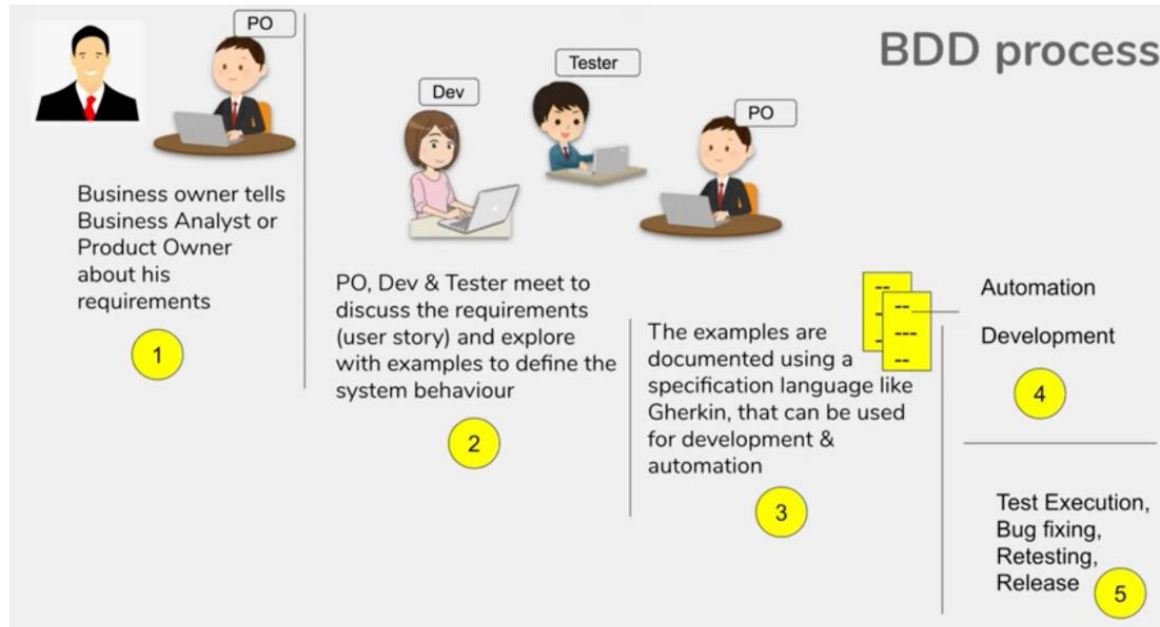 BDD process
PO
Business owner tells
Business Analyst or
Product Owner
about his
requirements
1
Dev
Tester
PO
PO, Dev & Tester meet to
discuss the requirements
(user story) and explore
with examples to define the
system behaviour
2
The examples are
documented using a
specification language like
Gherkin, that can be used
for development &
automation
3
--
-
-
--
---
--
Automation
Development
4
Test Execution,
Bug fixing,
Retesting,
Release
5